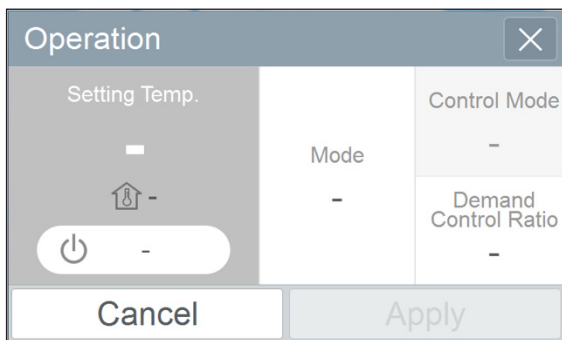 Operation
Setting Temp.
-
-
-
Mode
-
Control Mode
-
Demand
Control Ratio
-
Cancel
Apply